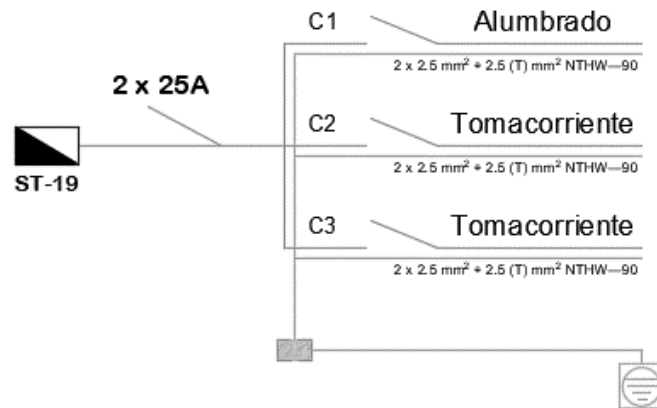 C1 Alumbrado
2 x 2.5 mm² + 2.5 (T) mm² NTHW—90
2 x 25A
C2 Tomacorriente
2 x 2.5 mm² + 2.5 (T) mm² NTHW—90
ST-19
C3 Tomacorriente
2 x 2.5 mm² + 2.5 (T) mm² NTHW—90